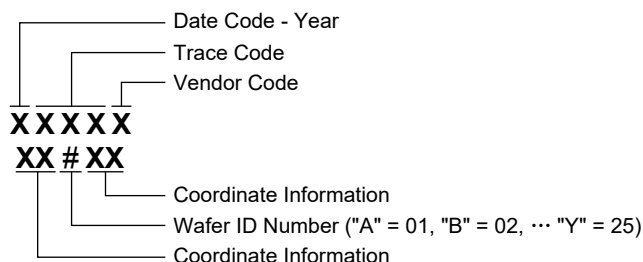 Date Code - Year
Trace Code
Vendor Code
X X X X X
XX # XX
Coordinate Information
Wafer ID Number ("A" = 01, "B" = 02, ··· "Y" = 25)
Coordinate Information